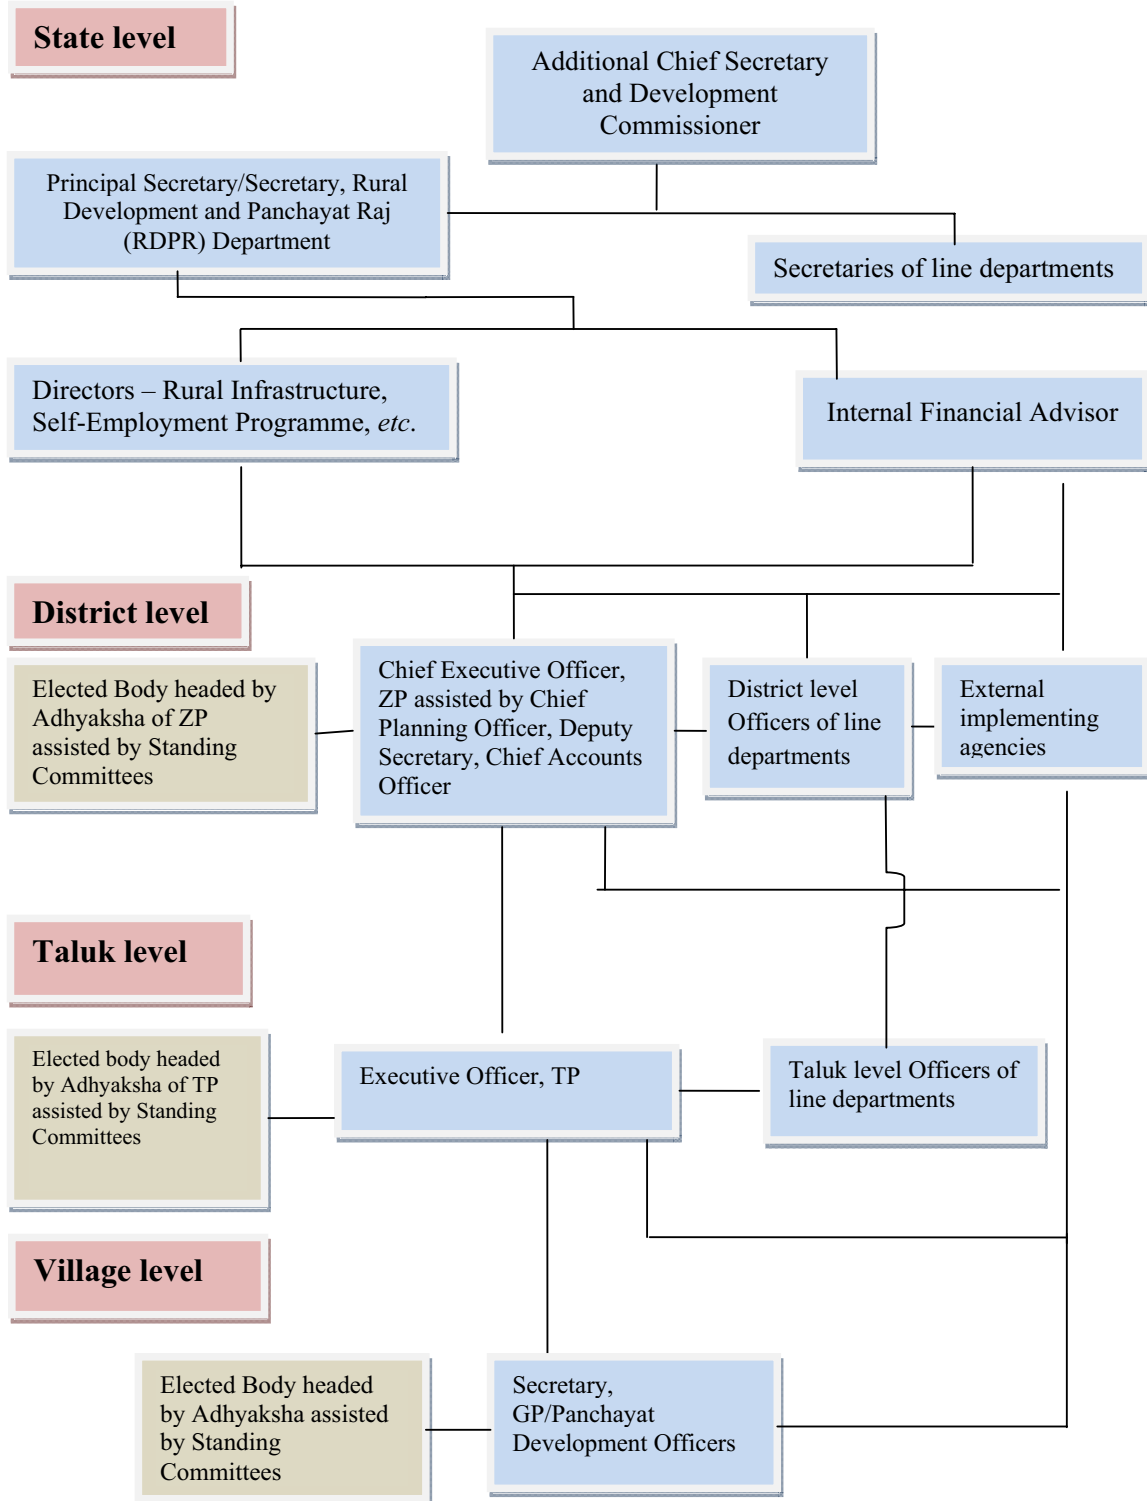 State level
Additional Chief Secretary
and Development
Commissioner
Principal Secretary/Secretary, Rural
Development and Panchayat Raj
(RDPR) Department
Secretaries of line departments
Directors – Rural Infrastructure,
Self-Employment Programme, etc.
Internal Financial Advisor
District level
Elected Body headed by
Adhyaksha of ZP
assisted by Standing
Committees
Chief Executive Officer,
ZP assisted by Chief
Planning Officer, Deputy
Secretary, Chief Accounts
Officer
District level
Officers of line
departments
External
implementing
agencies
Taluk level
Elected body headed
by Adhyaksha of TP
assisted by Standing
Committees
Executive Officer, TP
Taluk level Officers of
line departments
Village level
Elected Body headed
by Adhyaksha assisted
by Standing
Committees
Secretary,
GP/Panchayat
Development Officers